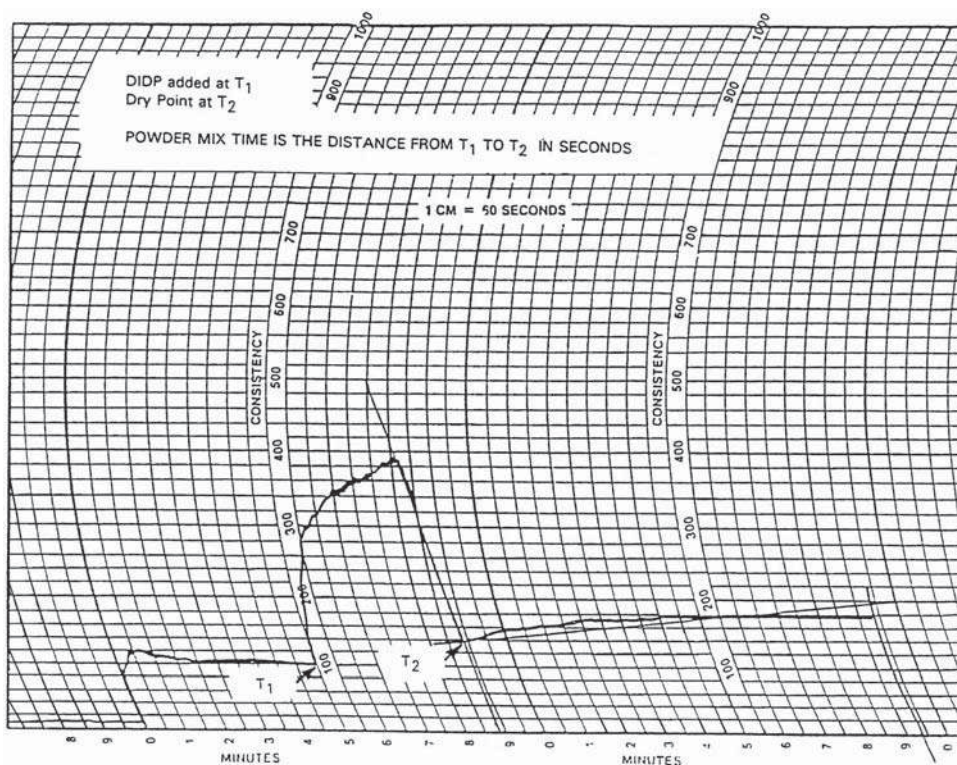 1000
900
1000
900
DIDP added at T1
Dry Point at T2
POWDER MIX TIME IS THE DISTANCE FROM T1 TO T2 IN SECONDS
1 CM = 60 SECONDS
700
600
500
400
300
200
100
CONSISTENCY
700
600
500
400
300
200
100
CONSISTENCY
T1
T2
8 9 0 1 2 3 4 5 6 7 8 9 0 1 2 3 4 5 6 7 8 9 0
MINUTES
MINUTES